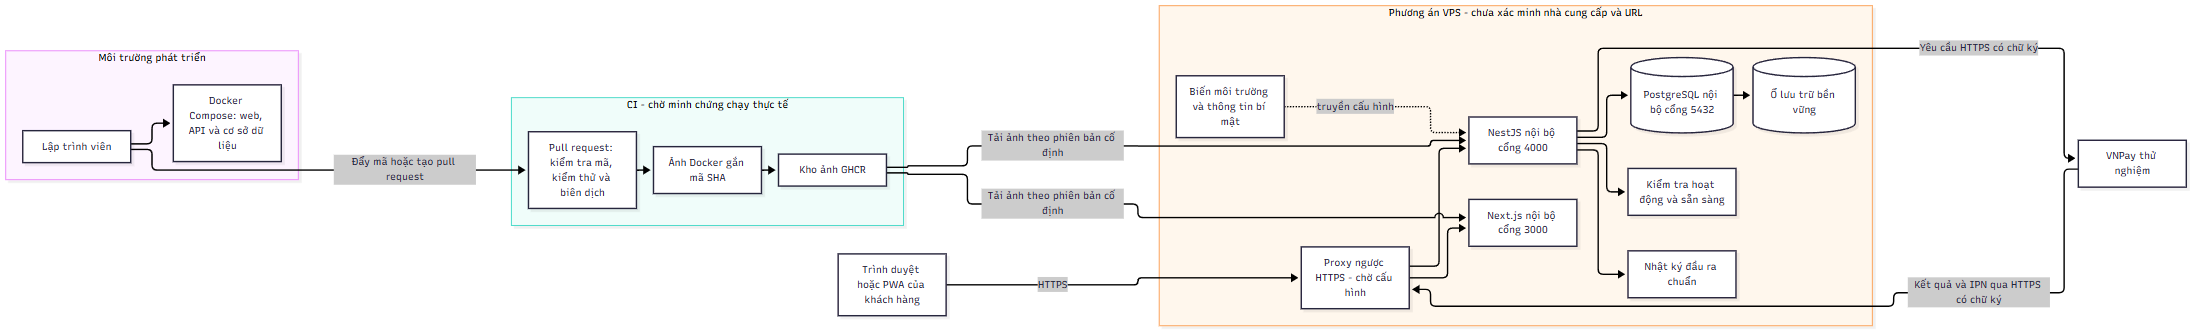 Môi trường phát triển
Lập trình viên
Docker
Compose: web,
API và cơ sở dữ
liệu
Đẩy mã hoặc tạo pull
request
CI - chờ minh chứng chạy thực tế
Pull request:
kiểm tra mã,
kiểm thử và
biên dịch
Ảnh Docker gắn
mã SHA
Kho ảnh GHCR
Tải ảnh theo phiên bản cố
định
Tải ảnh theo phiên bản cố
định
Trình duyệt
hoặc PWA của
khách hàng
HTTPS
Phương án VPS - chưa xác minh nhà cung cấp và URL
Biến môi trường
và thông tin bí
mật
truyền cấu hình
NestJS nội bộ
cổng 4000
Next.js nội bộ
cổng 3000
Proxy ngược
HTTPS - chờ cấu
hình
PostgreSQL nội
bộ cổng 5432
Ổ lưu trữ bền
vững
Kiểm tra hoạt
động và sẵn sàng
Nhật ký đầu ra
chuẩn
Yêu cầu HTTPS có chữ ký
VNPay thử
nghiệm
Kết quả và IPN qua HTTPS
có chữ ký